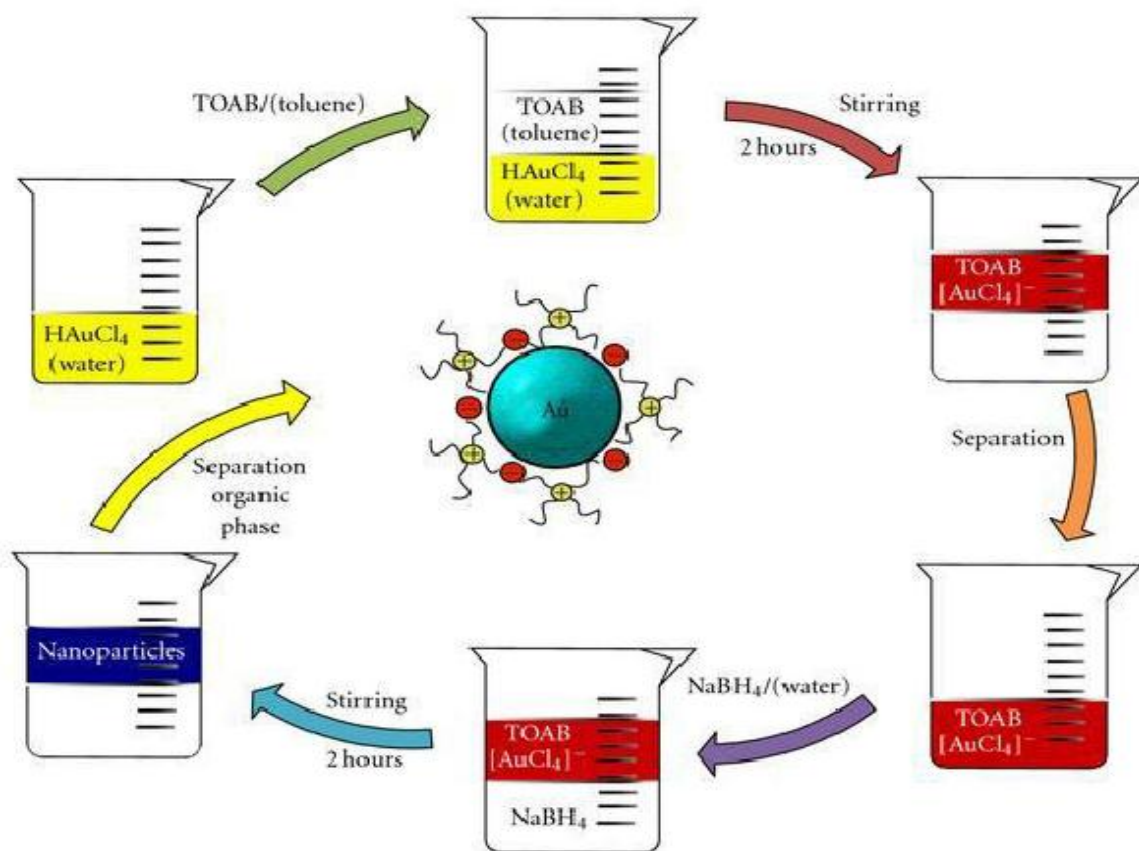 TOAB/(toluene)
TOAB
(toluene)
HAuCl₄
(water)
Stirring
2 hours
HAuCl₄
(water)
TOAB
[AuCl₄]⁻
Au
Separation
Separation
organic
phase
Nanoparticles
Stirring
2 hours
TOAB
[AuCl₄]⁻
NaBH₄
NaBH₄/(water)
TOAB
[AuCl₄]⁻